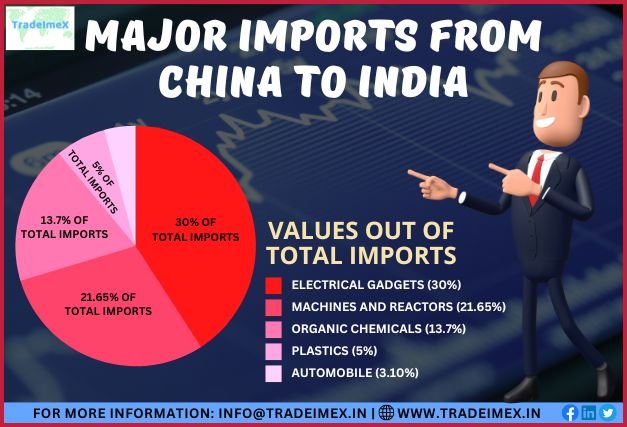 TradeImeX
MAJOR IMPORTS FROM
CHINA TO INDIA
5% OF
TOTAL IMPORTS
30% OF
TOTAL IMPORTS
13.7% OF
TOTAL IMPORTS
21.65% OF
TOTAL IMPORTS
VALUES OUT OF
TOTAL IMPORTS
ELECTRICAL GADGETS (30%)
MACHINES AND REACTORS (21.65%)
ORGANIC CHEMICALS (13.7%)
PLASTICS (5%)
AUTOMOBILE (3.10%)
FOR MORE INFORMATION: INFO@TRADEIMEX.IN | WWW.TRADEIMEX.IN